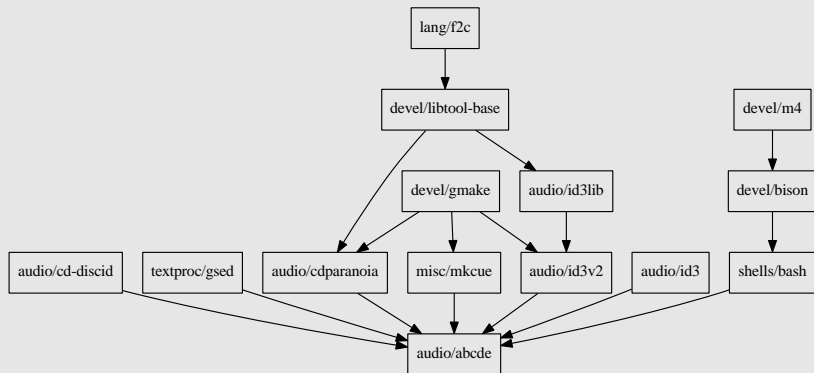 lang/f2c
devel/libtool-base
devel/m4
devel/gmake
audio/id3lib
devel/bison
audio/cd-discid
textproc/gsed
audio/cdparanoia
misc/mkcue
audio/id3v2
audio/id3
shells/bash
audio/abcde